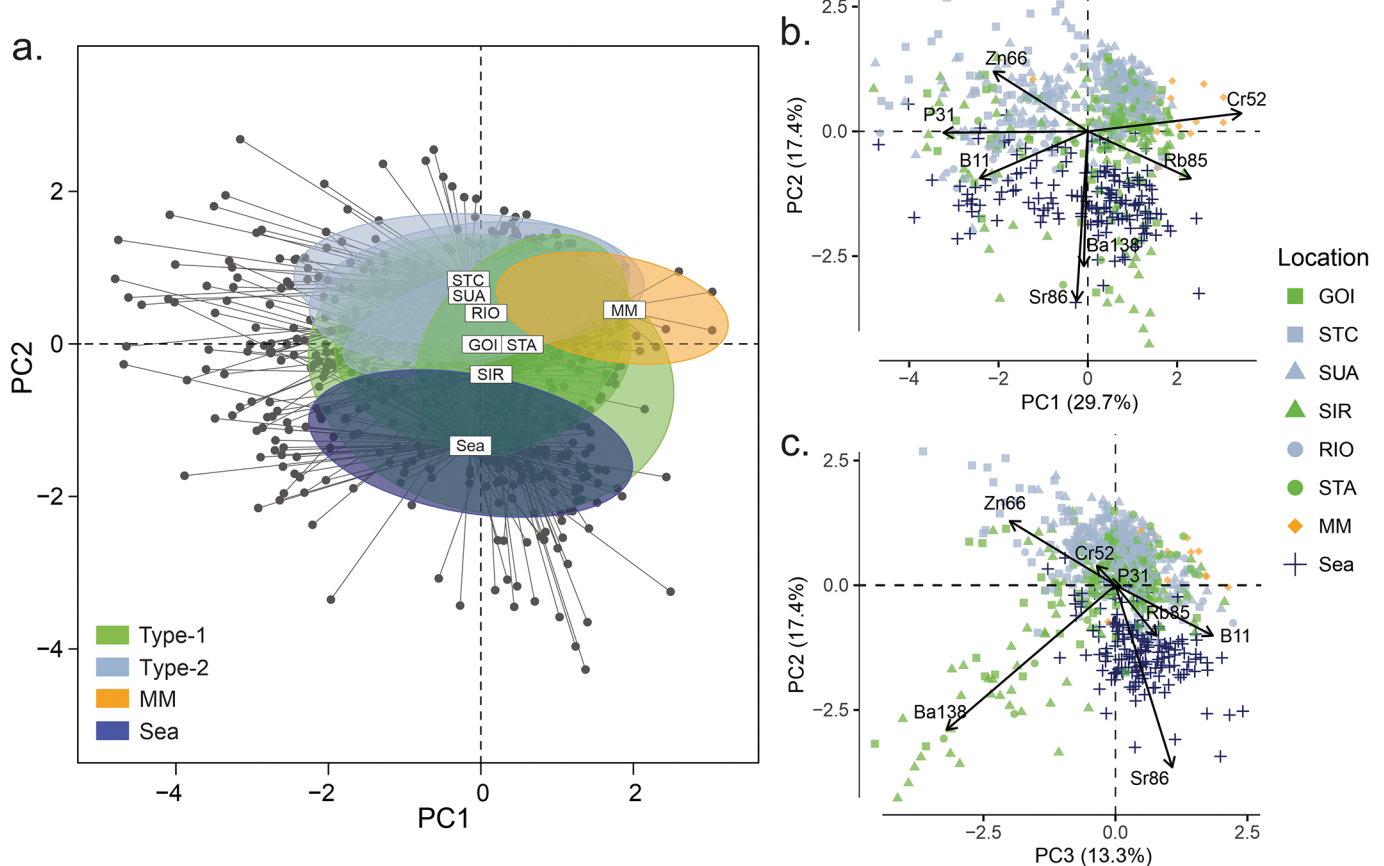 a.
2
0
−2
−4
−4
−2
0
2
PC2
PC1
STC
SUA
RIO
GOI
STA
SIR
MM
Sea
Type-1
Type-2
MM
Sea
b.
2.5
0.0
−2.5
PC2 (17.4%)
Zn66
Cr52
P31
B11
Rb85
Ba138
Sr86
−4
−2
0
2
PC1 (29.7%)
c.
2.5
0.0
−2.5
PC2 (17.4%)
Zn66
Cr52
P31
Rb85
B11
Ba138
Sr86
−2.5
0.0
2.5
PC3 (13.3%)
Location
GOI
STC
SUA
SIR
RIO
STA
MM
Sea